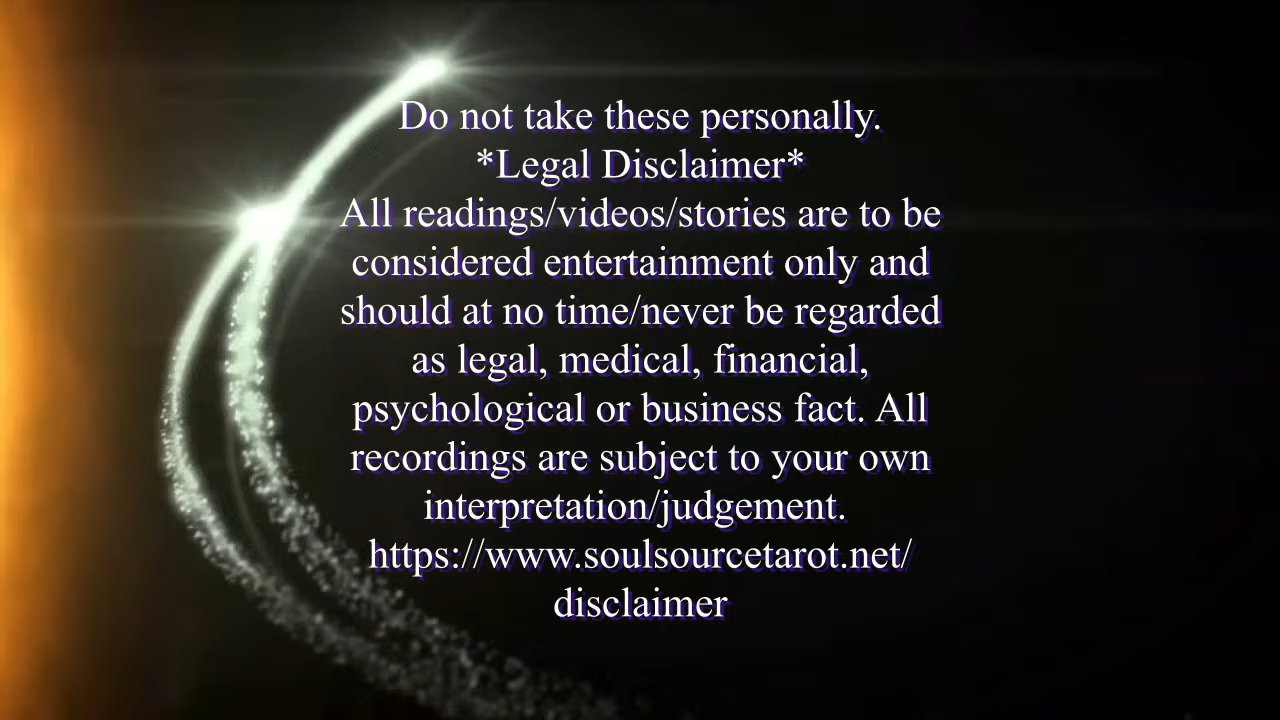 Do not take these personally.
*Legal Disclaimer*
All readings/videos/stories are to be
considered entertainment only and
should at no time/never be regarded
as legal, medical, financial,
psychological or business fact. All
recordings are subject to your own
interpretation/judgement.
https://www.soulsourcetarot.net/
disclaimer